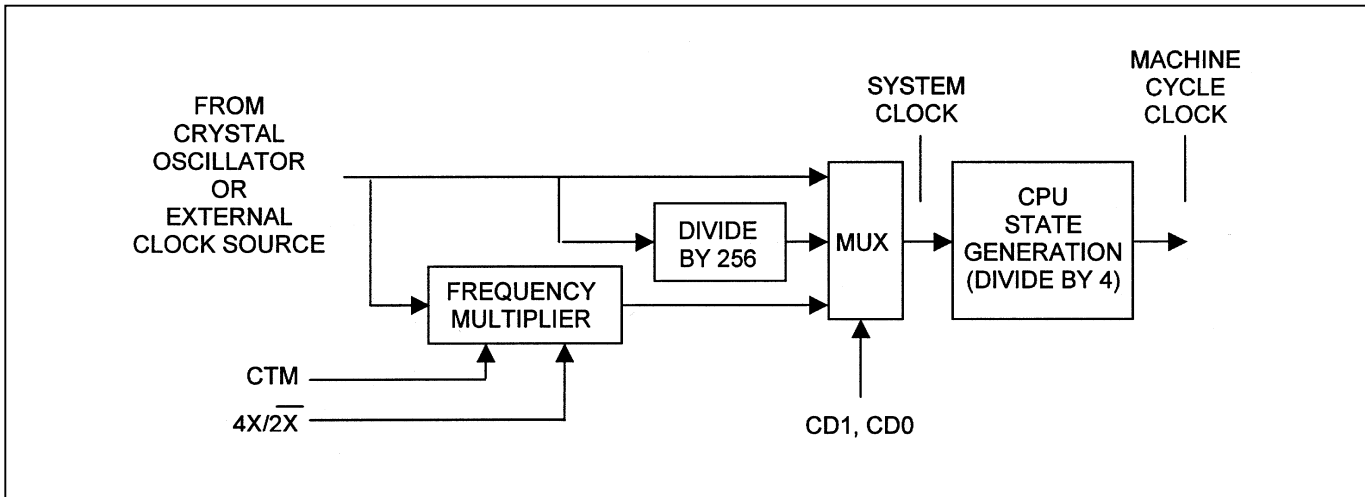 FROM
CRYSTAL
OSCILLATOR
OR
EXTERNAL
CLOCK SOURCE
DIVIDE
BY 256
FREQUENCY
MULTIPLIER
CTM
4X/2X̅
MUX
CD1, CD0
SYSTEM
CLOCK
CPU
STATE
GENERATION
(DIVIDE BY 4)
MACHINE
CYCLE
CLOCK